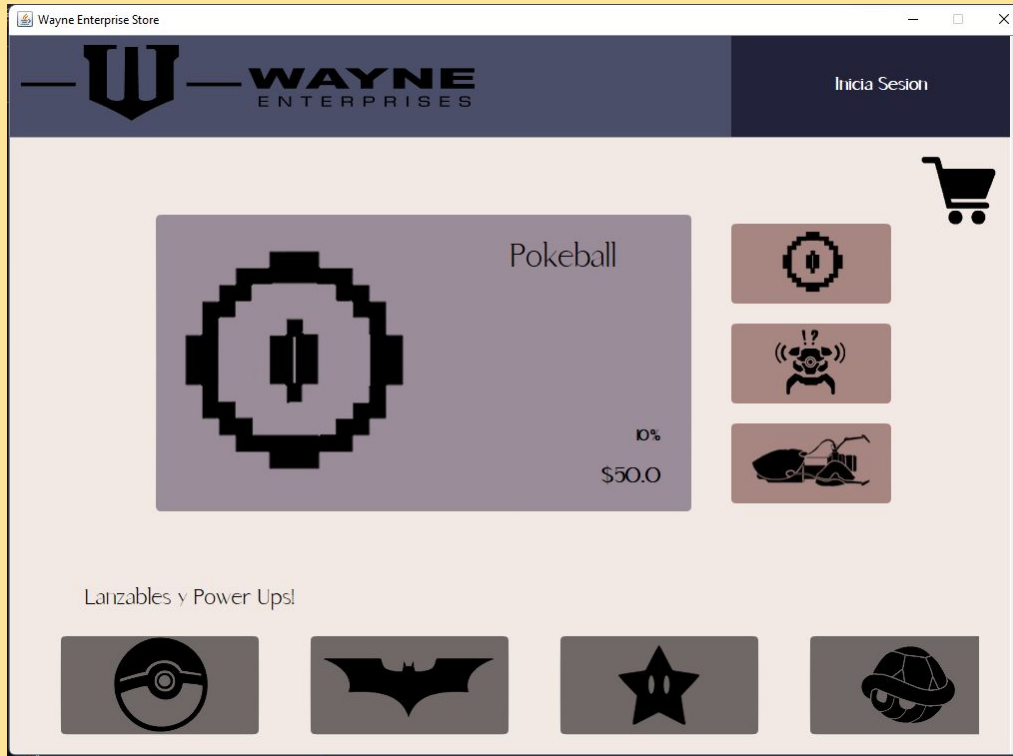 Wayne Enterprise Store
WAYNE
ENTERPRISES
Inicia Sesion
Pokeball
!?
10%
$50.0
Lanzables y Power Ups!